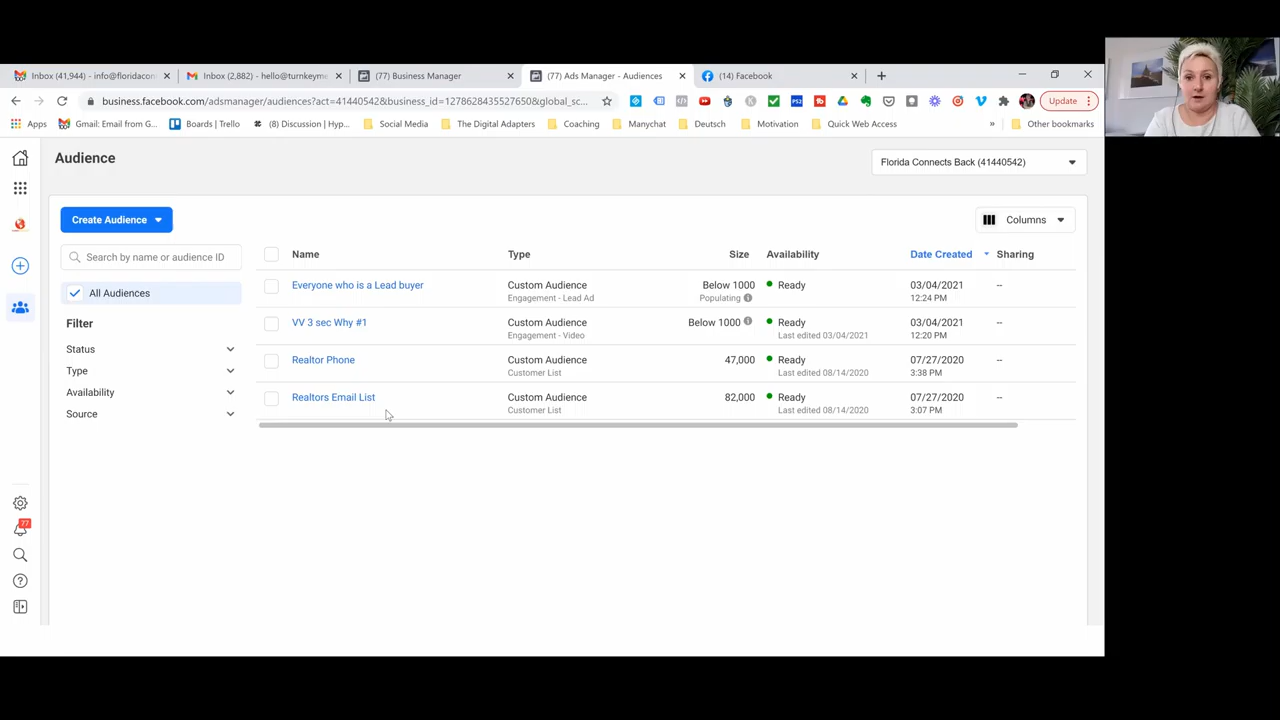 Inbox (41,944) - info@floridacon
Inbox (2,882) - hello@turnkeyme
(77) Business Manager
(77) Ads Manager - Audiences
(14) Facebook
business.facebook.com/adsmanager/audiences?act=41440542&business_id=1278628435527650&global_sc...
Update
Apps
Gmail: Email from G...
Boards | Trello
(8) Discussion | Hyp...
Social Media
The Digital Adapters
Coaching
Manychat
Deutsch
Motivation
Quick Web Access
»
Other bookmarks
Audience
Florida Connects Back (41440542)
Create Audience
Columns
Search by name or audience ID
All Audiences
Filter
Status
Type
Availability
Source
Name Type Size Availability Date Created Sharing
Everyone who is a Lead buyer Custom Audience Below 1000 Ready 03/04/2021 --
Engagement - Lead Ad Populating 12:24 PM
VV 3 sec Why #1 Custom Audience Below 1000 Ready 03/04/2021 --
Engagement - Video Last edited 03/04/2021 12:20 PM
Realtor Phone Custom Audience 47,000 Ready 07/27/2020 --
Customer List Last edited 08/14/2020 3:38 PM
Realtors Email List Custom Audience 82,000 Ready 07/27/2020 --
Customer List Last edited 08/14/2020 3:07 PM
77